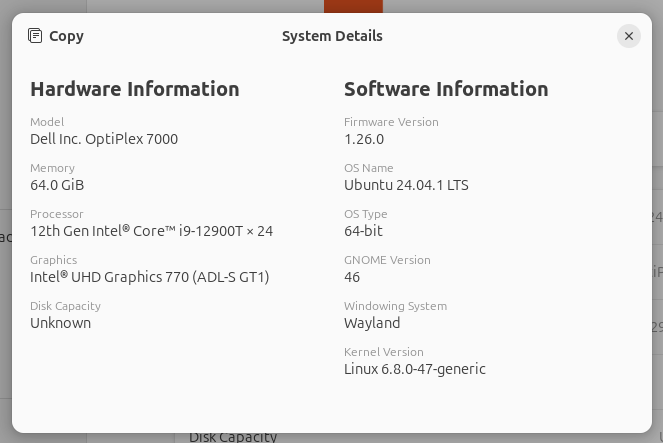 Copy
System Details
Hardware Information
Model
Dell Inc. OptiPlex 7000
Memory
64.0 GiB
Processor
12th Gen Intel® Core™ i9-12900T × 24
Graphics
Intel® UHD Graphics 770 (ADL-S GT1)
Disk Capacity
Unknown
Software Information
Firmware Version
1.26.0
OS Name
Ubuntu 24.04.1 LTS
OS Type
64-bit
GNOME Version
46
Windowing System
Wayland
Kernel Version
Linux 6.8.0-47-generic
Disk Capacity